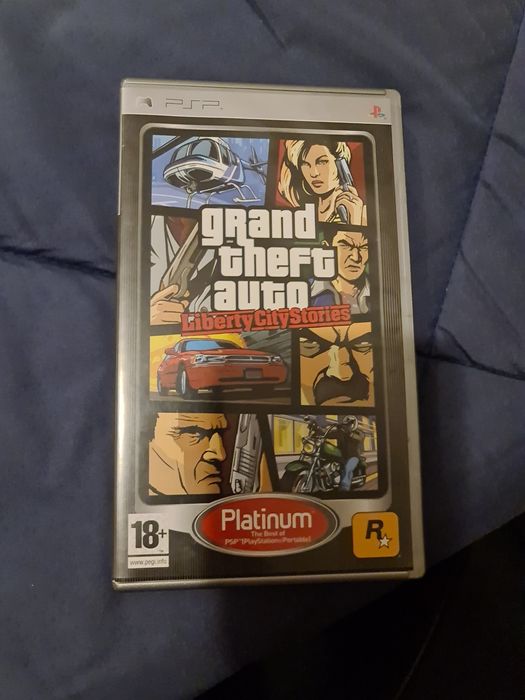 PSP
grand
theft
auto
Liberty City Stories
Platinum
The Best of
PSP™ (PlayStation®Portable)
18+
www.pegi.info
R